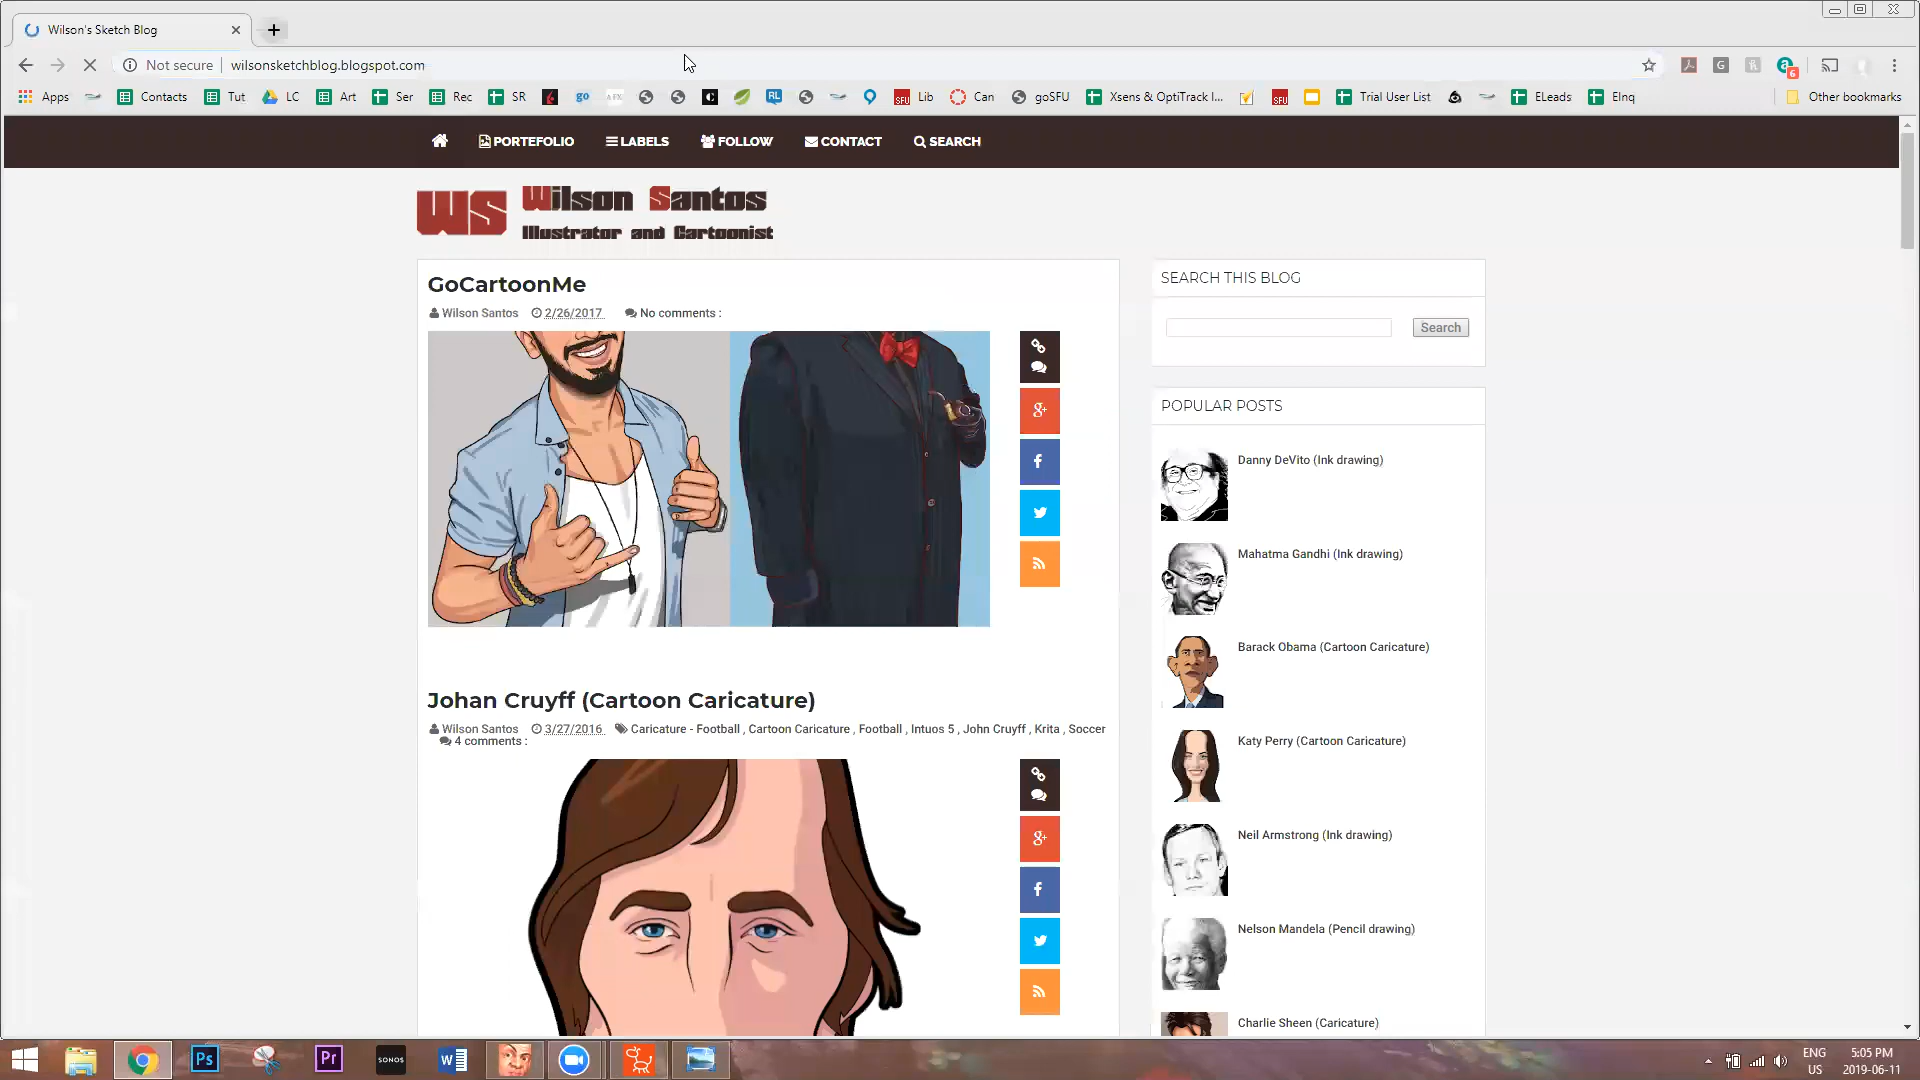 Wilson's Sketch Blog
Not secure wilsonsketchblog.blogspot.com
Apps Contacts Tut LC Art Ser Rec SR go Lib Can goSFU Xsens & OptiTrack I... Trial User List ELeads EInq Other bookmarks
PORTEFOLIO LABELS FOLLOW CONTACT SEARCH
WS Wilson Santos
Illustrator and Cartoonist
GoCartoonMe
Wilson Santos 2/26/2017 No comments :
Johan Cruyff (Cartoon Caricature)
Wilson Santos 3/27/2016 Caricature - Football , Cartoon Caricature , Football , Intuos 5 , John Cruyff , Krita , Soccer
4 comments :
SEARCH THIS BLOG
Search
POPULAR POSTS
Danny DeVito (Ink drawing)
Mahatma Gandhi (Ink drawing)
Barack Obama (Cartoon Caricature)
Katy Perry (Cartoon Caricature)
Neil Armstrong (Ink drawing)
Nelson Mandela (Pencil drawing)
Charlie Sheen (Caricature)
Ps Pr SONOS
ENG 5:05 PM
US 2019-06-11